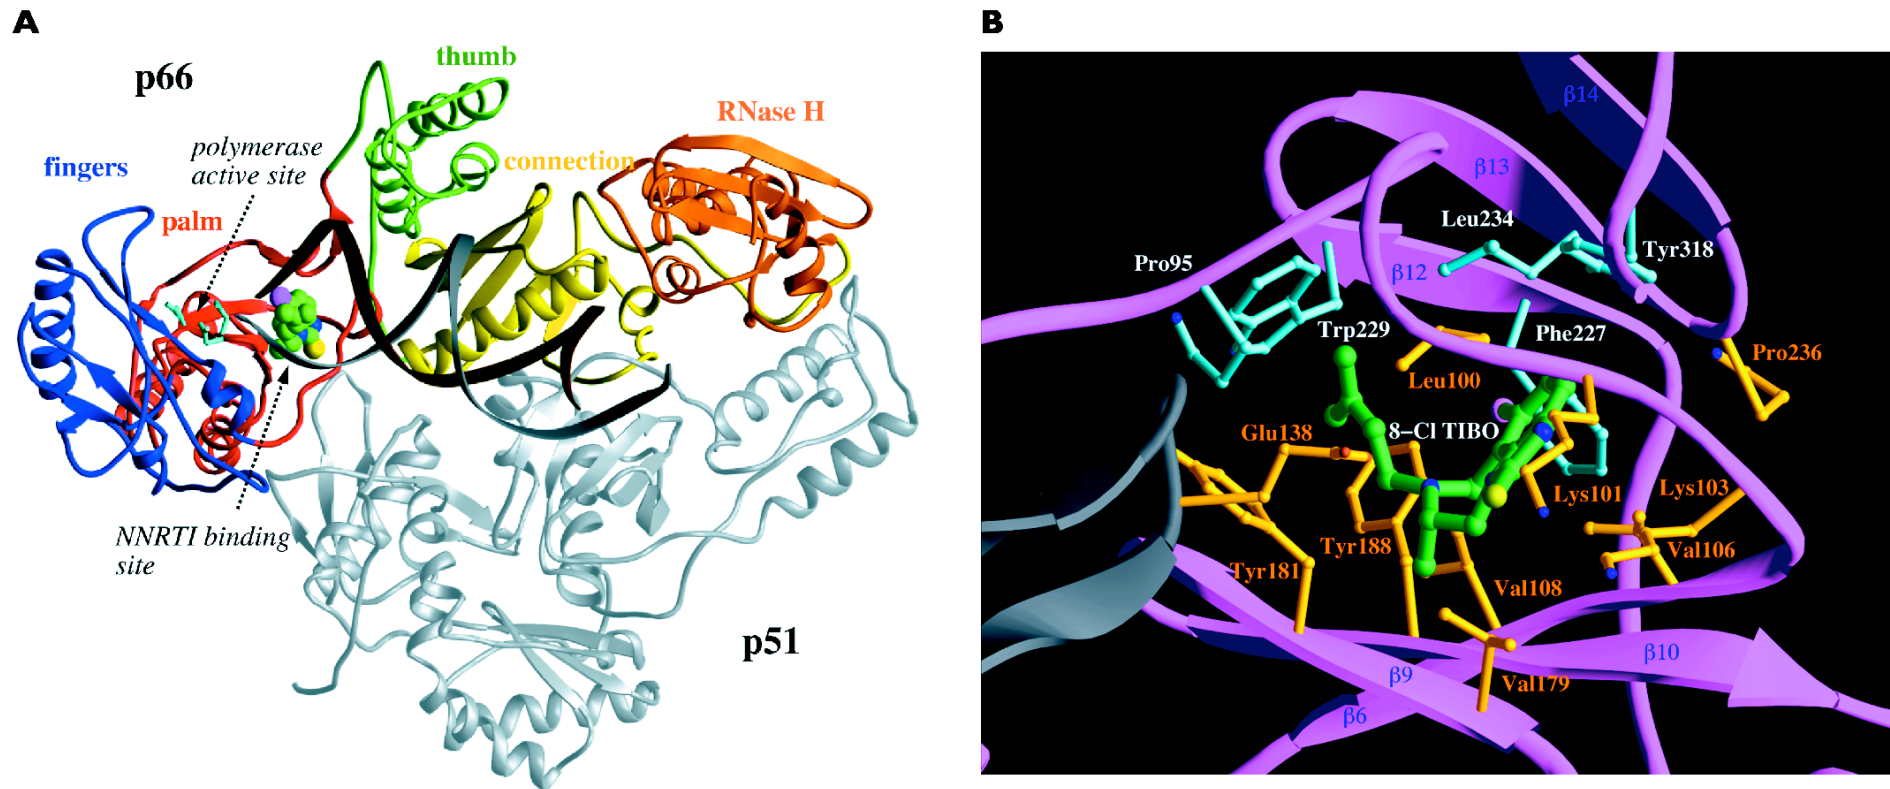 A
p66
thumb
RNase H
polymerase
active site
fingers
connection
palm
NNRTI binding
site
p51
B
β14
β13
Leu234
Tyr318
Pro95
β12
Trp229
Phe227
Pro236
Leu100
Glu138
8–Cl TIBO
Lys101
Lys103
Tyr188
Val106
Tyr181
Val108
β10
β9
Val179
β6